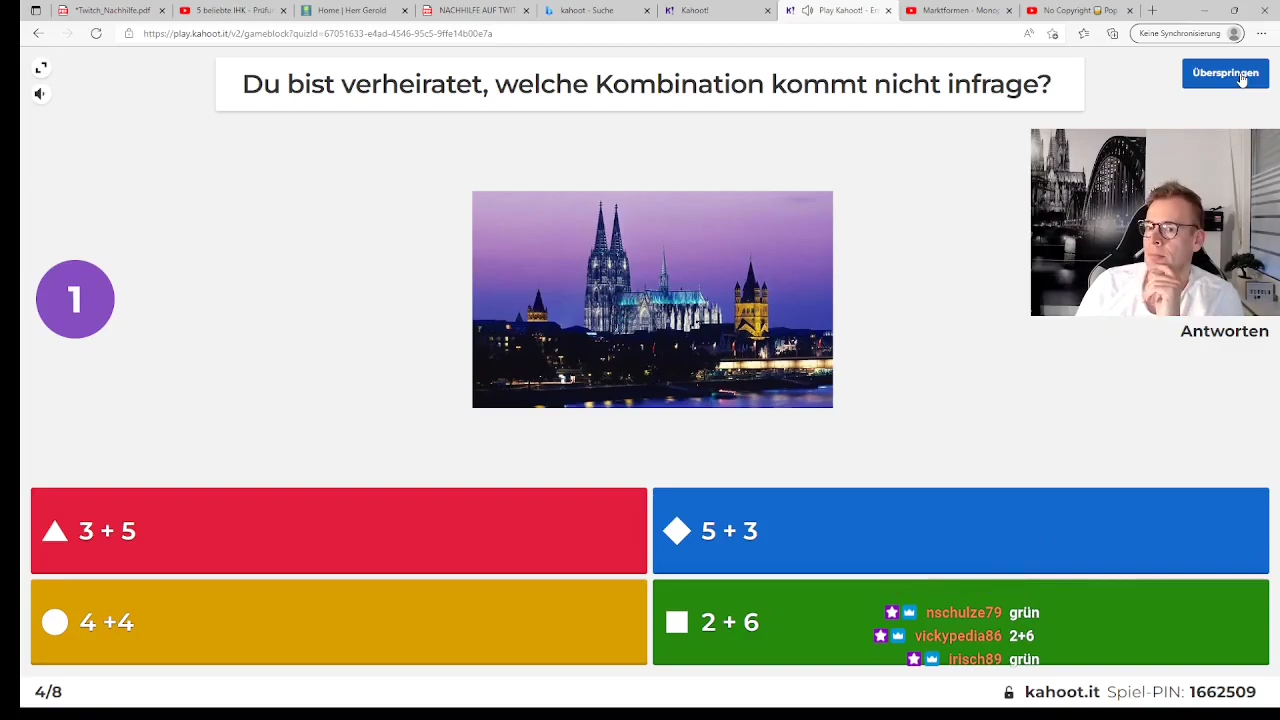 *Twitch_Nachhilfe.pdf
5 beliebte IHK - Prüfu
Home | Herr Gerold
NACHHILFE AUF TWIT
kahoot - Suche
Kahoot!
Play Kahoot! - En
Marktformen - Monop
No Copyright 😂 Pop
https://play.kahoot.it/v2/gameblock?quizId=67051633-e4ad-4546-95c5-9ffe14b00e7a
Keine Synchronisierung
Du bist verheiratet, welche Kombination kommt nicht infrage?
Überspringen
1
Antworten
3 + 5
5 + 3
4 +4
2 + 6
nschulze79 grün
vickypedia86 2+6
irisch89 grün
4/8
kahoot.it Spiel-PIN: 1662509